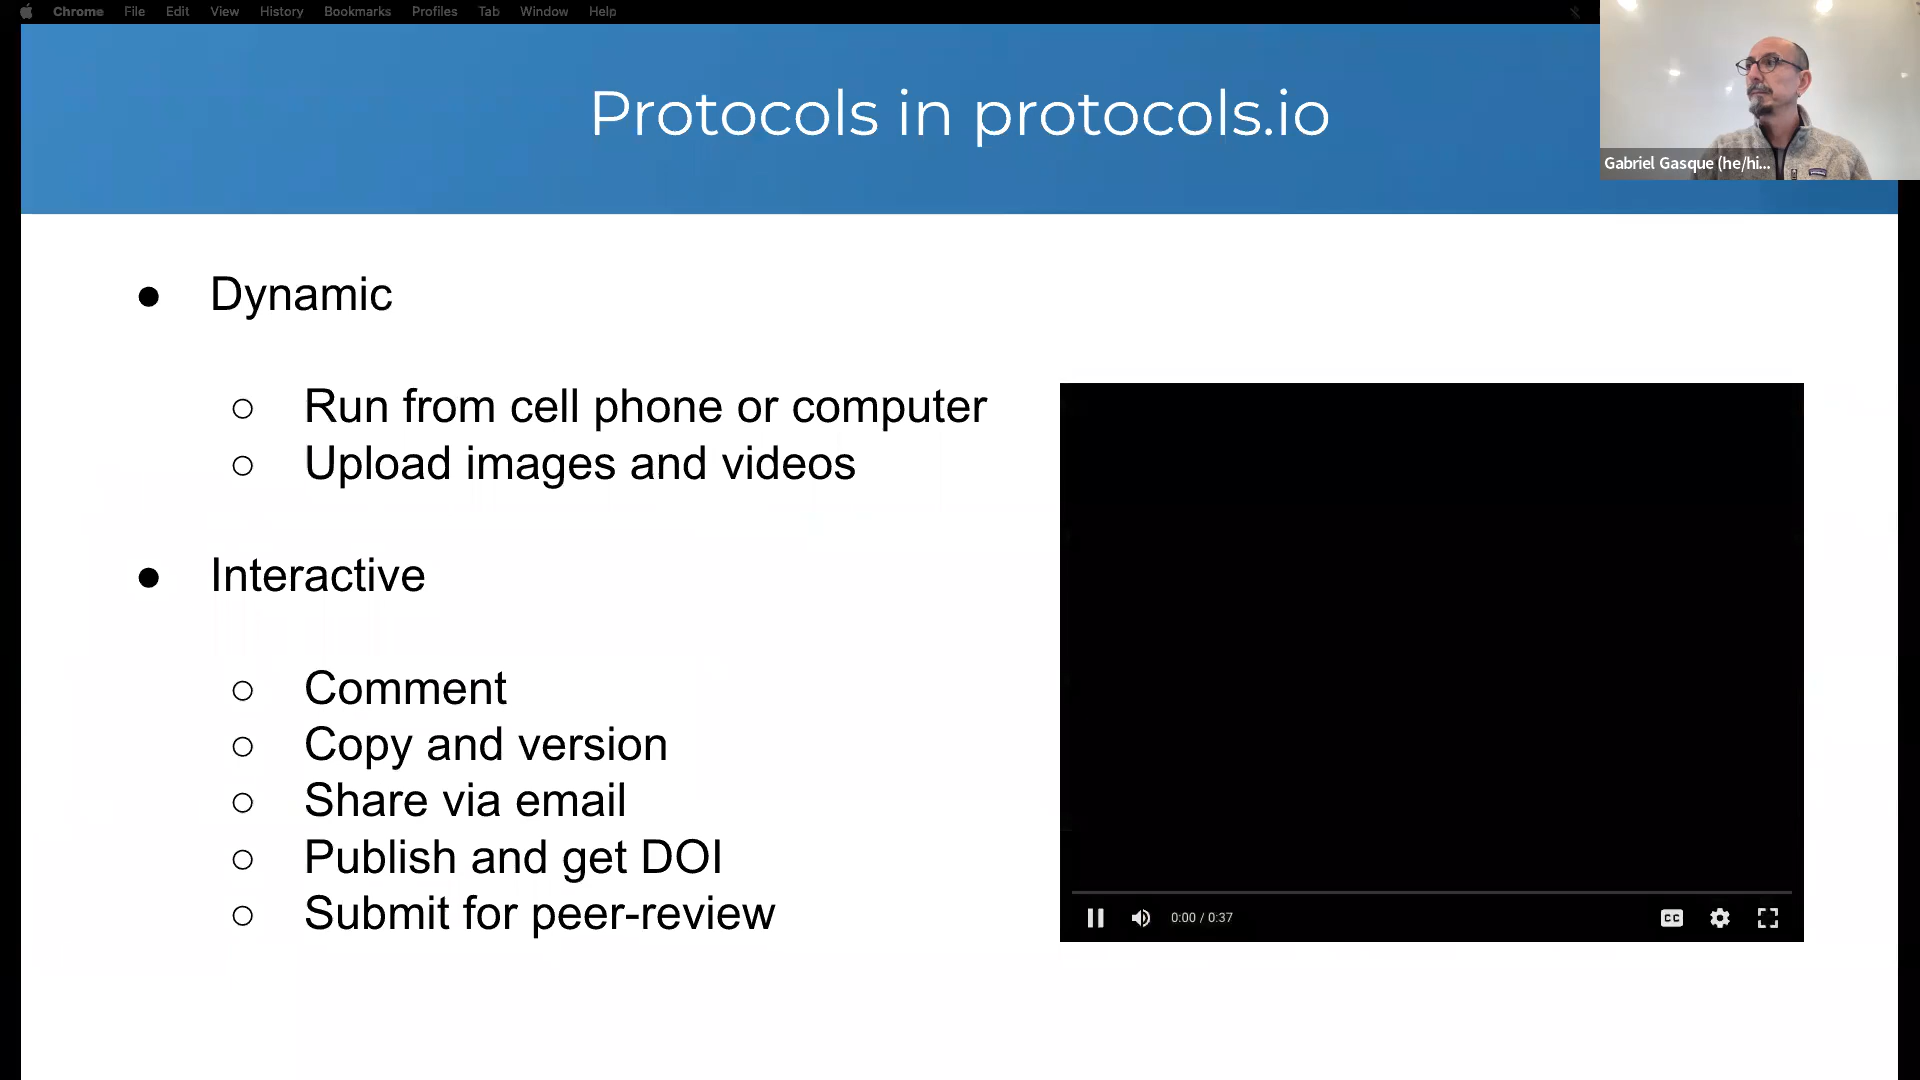 Chrome File Edit View History Bookmarks Profiles Tab Window Help
Protocols in protocols.io
Gabriel Gasque (he/hi...
● Dynamic
○ Run from cell phone or computer
○ Upload images and videos
● Interactive
○ Comment
○ Copy and version
○ Share via email
○ Publish and get DOI
○ Submit for peer-review
0:00 / 0:37
CC